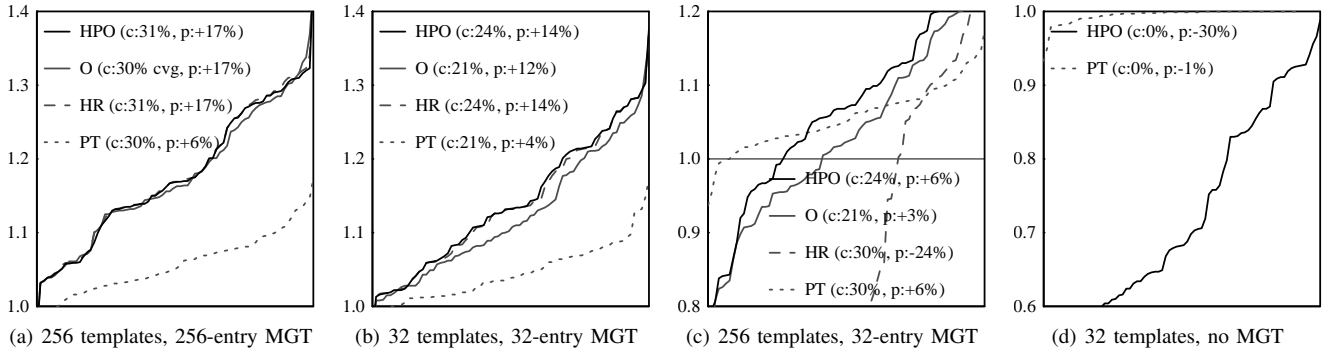 1.4
1.3
1.2
1.1
1.0
HPO (c:31%, p:+17%)
O (c:30% cvg, p:+17%)
HR (c:31%, p:+17%)
PT (c:30%, p:+6%)
(a) 256 templates, 256-entry MGT
1.4
1.3
1.2
1.1
1.0
HPO (c:24%, p:+14%)
O (c:21%, p:+12%)
HR (c:24%, p:+14%)
PT (c:21%, p:+4%)
(b) 32 templates, 32-entry MGT
1.2
1.1
1.0
0.9
0.8
HPO (c:24%, p:+6%)
O (c:21%, p:+3%)
HR (c:30%, p:-24%)
PT (c:30%, p:+6%)
(c) 256 templates, 32-entry MGT
1.0
0.9
0.8
0.7
0.6
HPO (c:0%, p:-30%)
PT (c:0%, p:-1%)
(d) 32 templates, no MGT